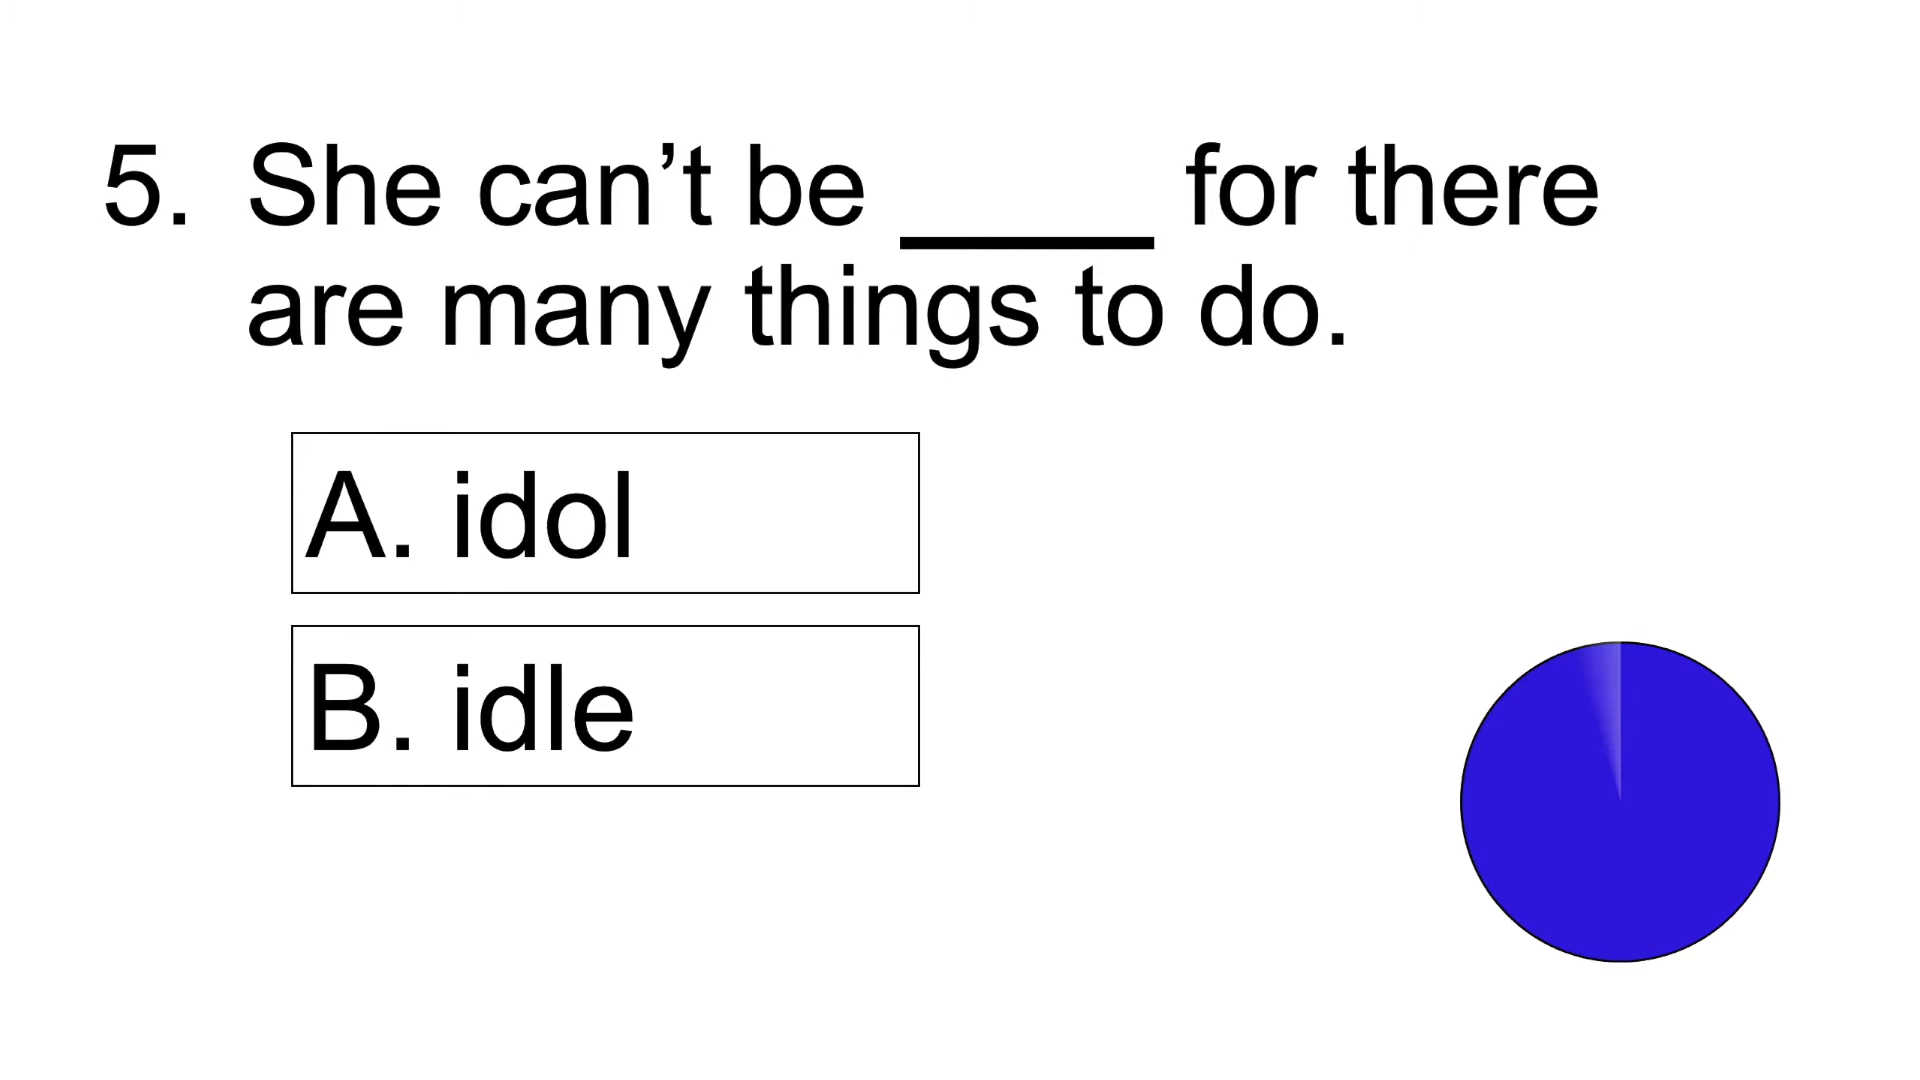 5. She can’t be _____ for there
are many things to do.
A. idol
B. idle